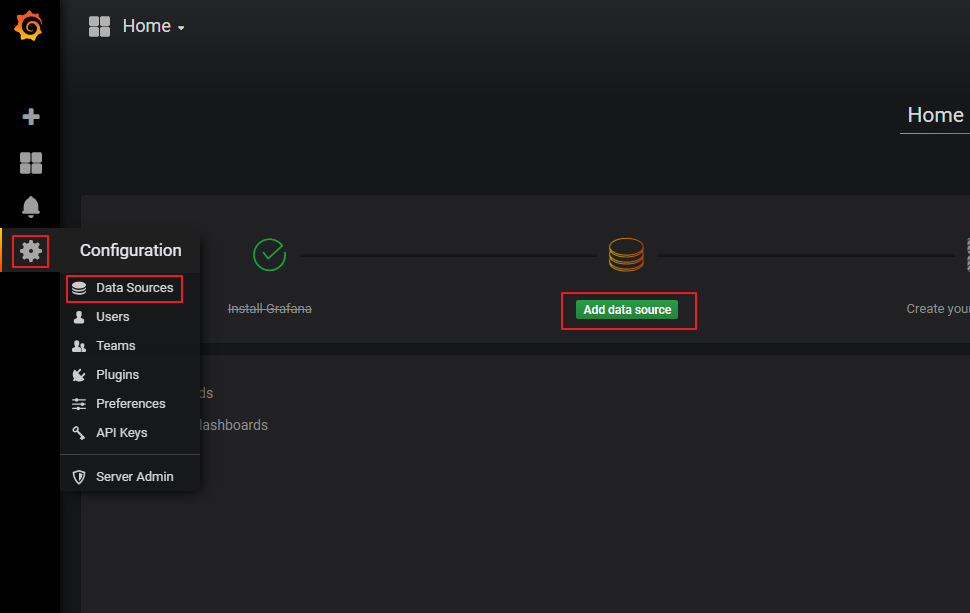 Home
Home
Configuration
Data Sources
Users
Teams
Plugins
Preferences
API Keys
Server Admin
Install Grafana
Add data source
Create your
ds
dashboards